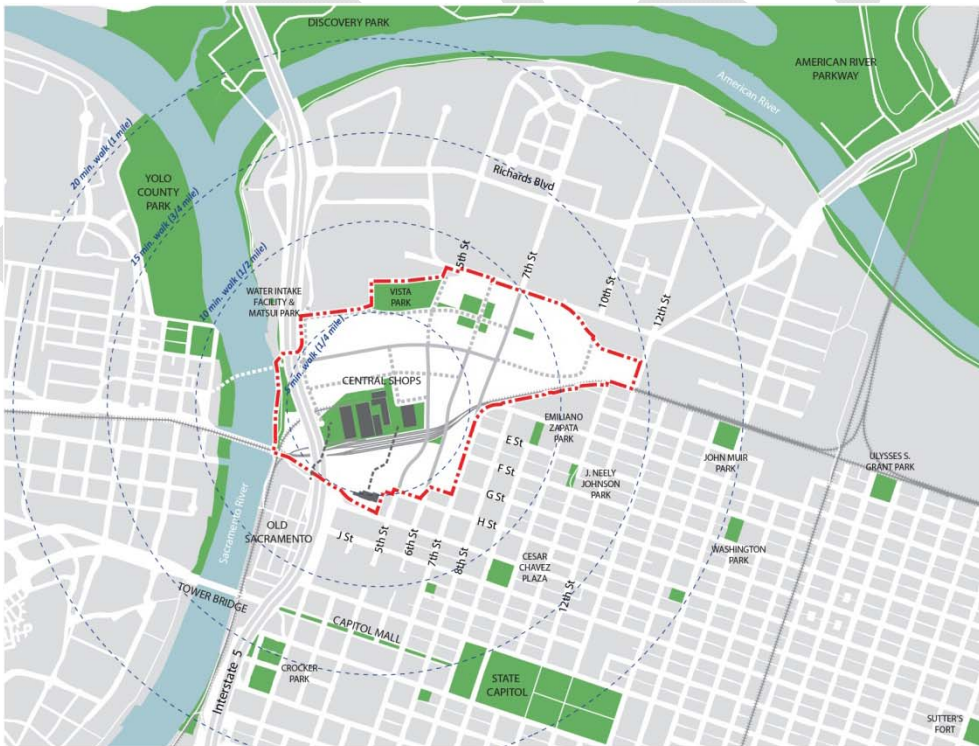 DISCOVERY PARK
AMERICAN RIVER
PARKWAY
American River
20 min. walk (1 mile)
YOLO
COUNTY
PARK
15 min. walk (3/4 mile)
10 min. walk (1/2 mile)
Richards Blvd
WATER INTAKE
FACILITY &
MATSUI PARK
VISTA
PARK
5th St
7th St
10th St
12th St
5 min. walk (1/4 mile)
CENTRAL SHOPS
EMILIANO
ZAPATA
PARK
E St
F St
G St
H St
J. NEELY
JOHNSON
PARK
JOHN MUIR
PARK
ULYSSES S.
GRANT PARK
Sacramento River
OLD
SACRAMENTO
J St
5th St
6th St
7th St
8th St
CESAR
CHAVEZ
PLAZA
12th St
WASHINGTON
PARK
TOWER BRIDGE
CAPITOL MALL
Interstate 5
CROCKER
PARK
STATE
CAPITOL
SUTTER'S
FORT